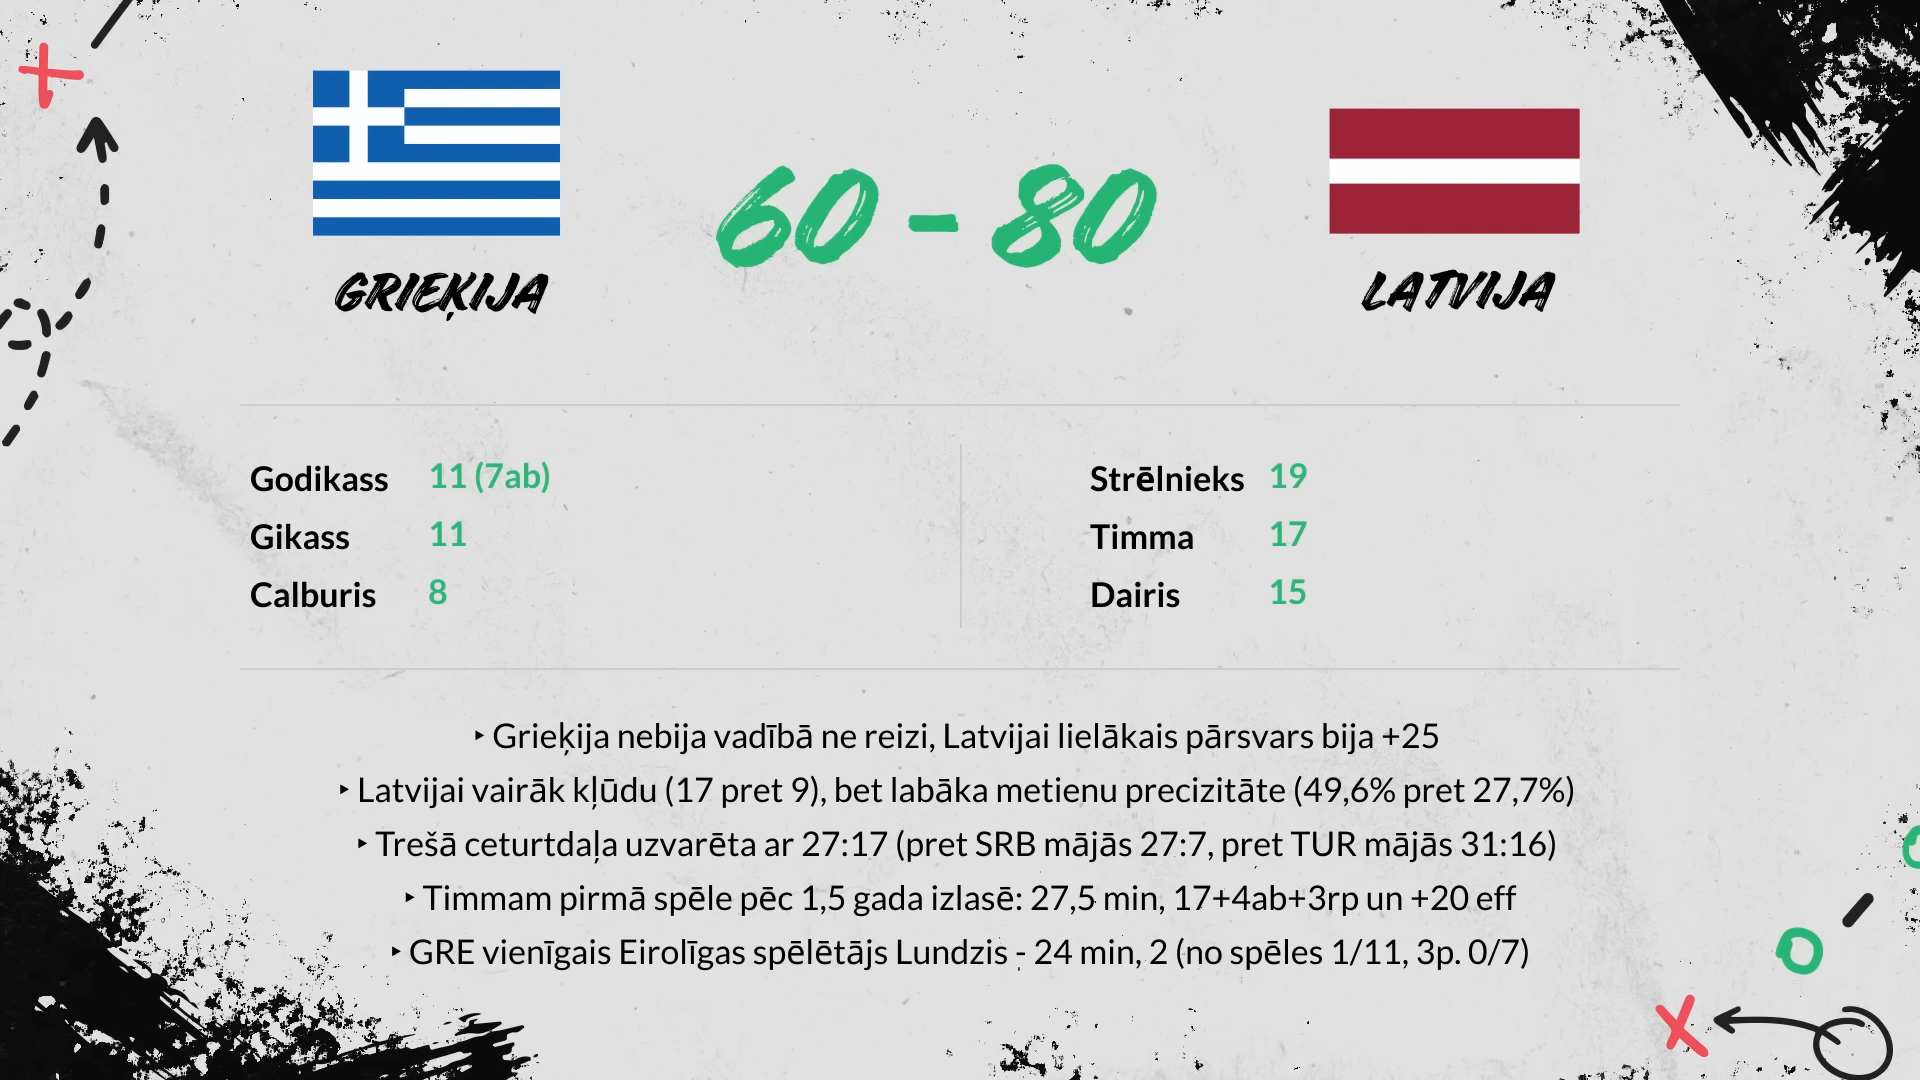 GRIEĶIJA
60 - 80
LATVIJA
Godikass 11 (7ab)
Gikass 11
Calburis 8
Strēlnieks 19
Timma 17
Dairis 15
‣ Grieķija nebija vadībā ne reizi, Latvijai lielākais pārsvars bija +25
‣ Latvijai vairāk kļūdu (17 pret 9), bet labāka metienu precizitāte (49,6% pret 27,7%)
‣ Trešā ceturtdaļa uzvarēta ar 27:17 (pret SRB mājās 27:7, pret TUR mājās 31:16)
‣ Timmam pirmā spēle pēc 1,5 gada izlasē: 27,5 min, 17+4ab+3rp un +20 eff
‣ GRE vienīgais Eirolīgas spēlētājs Lundzis - 24 min, 2 (no spēles 1/11, 3p. 0/7)